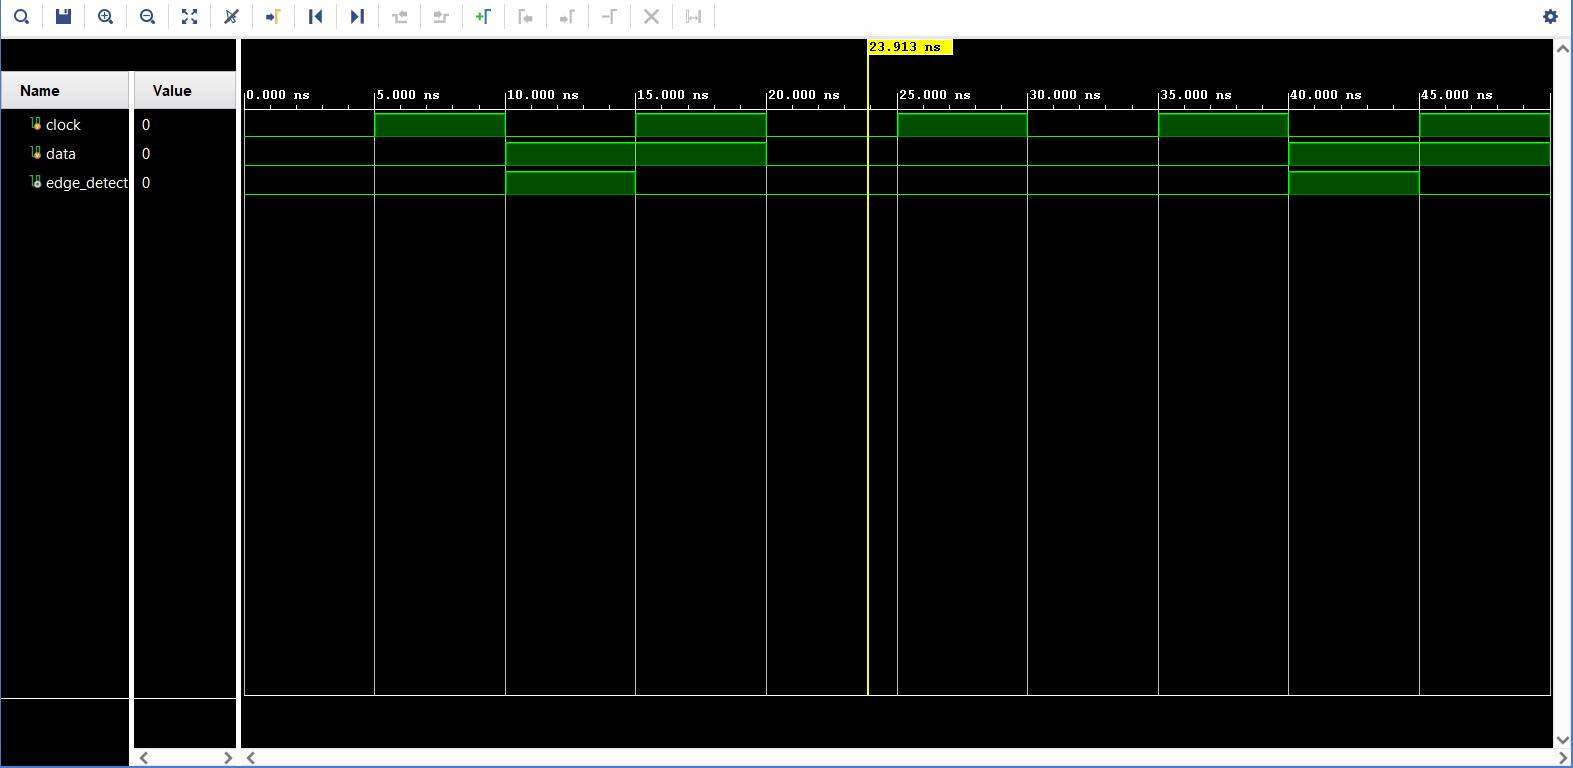 23.913 ns
Name Value
0.000 ns 5.000 ns 10.000 ns 15.000 ns 20.000 ns 25.000 ns 30.000 ns 35.000 ns 40.000 ns 45.000 ns
clock 0
data 0
edge_detect 0